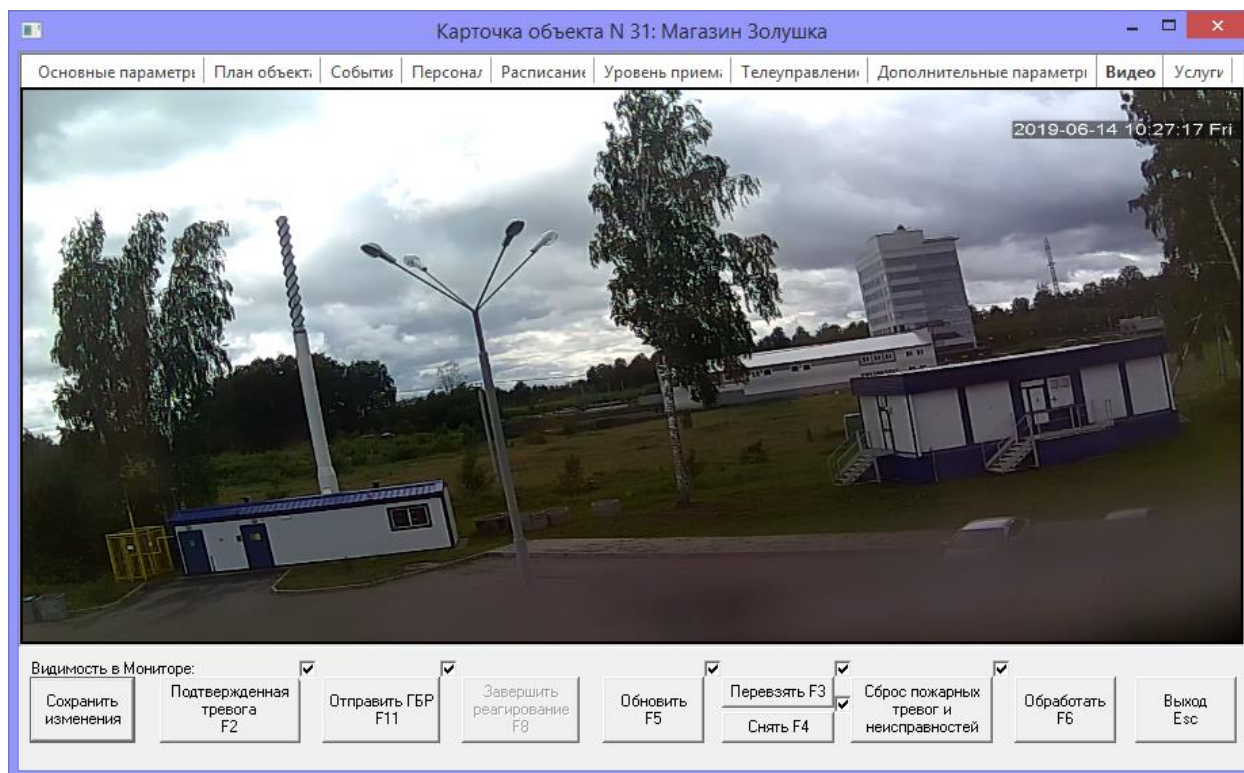 Карточка объекта N 31: Магазин Золушка
Основные параметры План объекта События Персонал Расписание Уровень приема Телеуправлени Дополнительные параметры Видео Услуги
2019-06-14 10:27:17 Fri
Видимость в Мониторе:
Сохранить
изменения
Подтвержденная
тревога
F2
Отправить ГБР
F11
Завершить
реагирование
F8
Обновить
F5
Перевзять F3
Снять F4
Сброс пожарных
тревог и
неисправностей
Обработать
F6
Выход
Esc